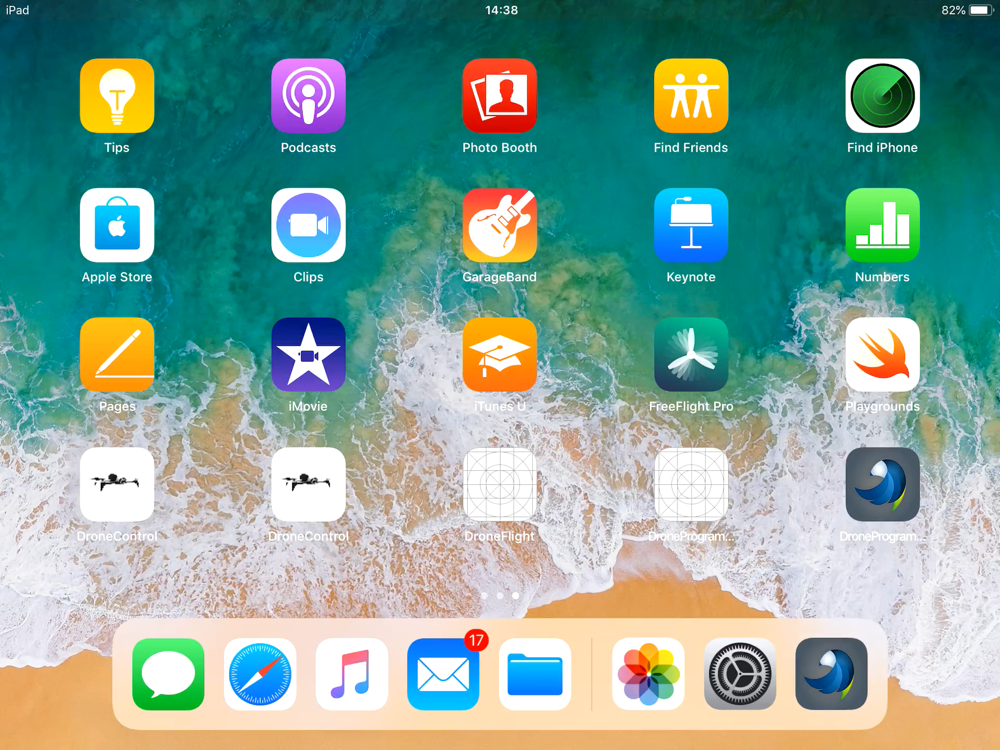 iPad 14:38 82%
Tips Podcasts Photo Booth Find Friends Find iPhone
Apple Store Clips GarageBand Keynote Numbers
Pages iMovie iTunes U FreeFlight Pro Playgrounds
DroneControl DroneControl DroneFlight DroneProgram... DroneProgram...
17